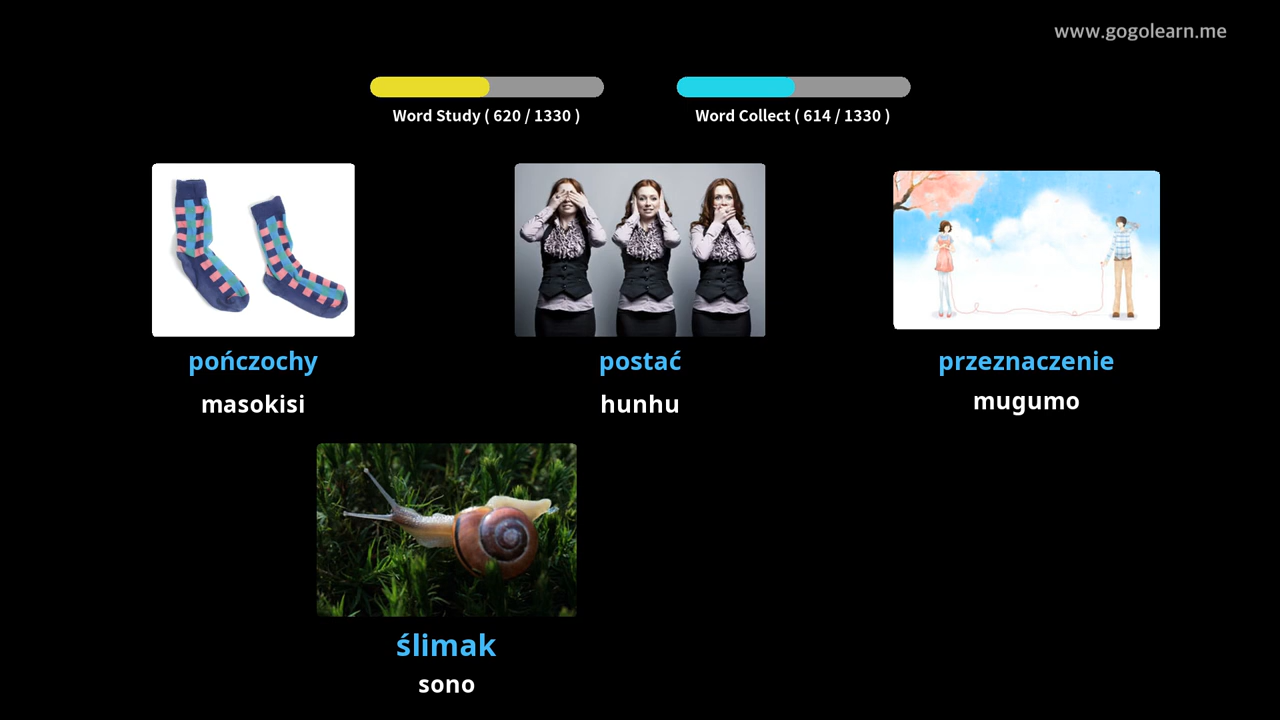 www.gogolearn.me
Word Study ( 620 / 1330 )
Word Collect ( 614 / 1330 )
pończochy
masokisi
postać
hunhu
przeznaczenie
mugumo
ślimak
sono